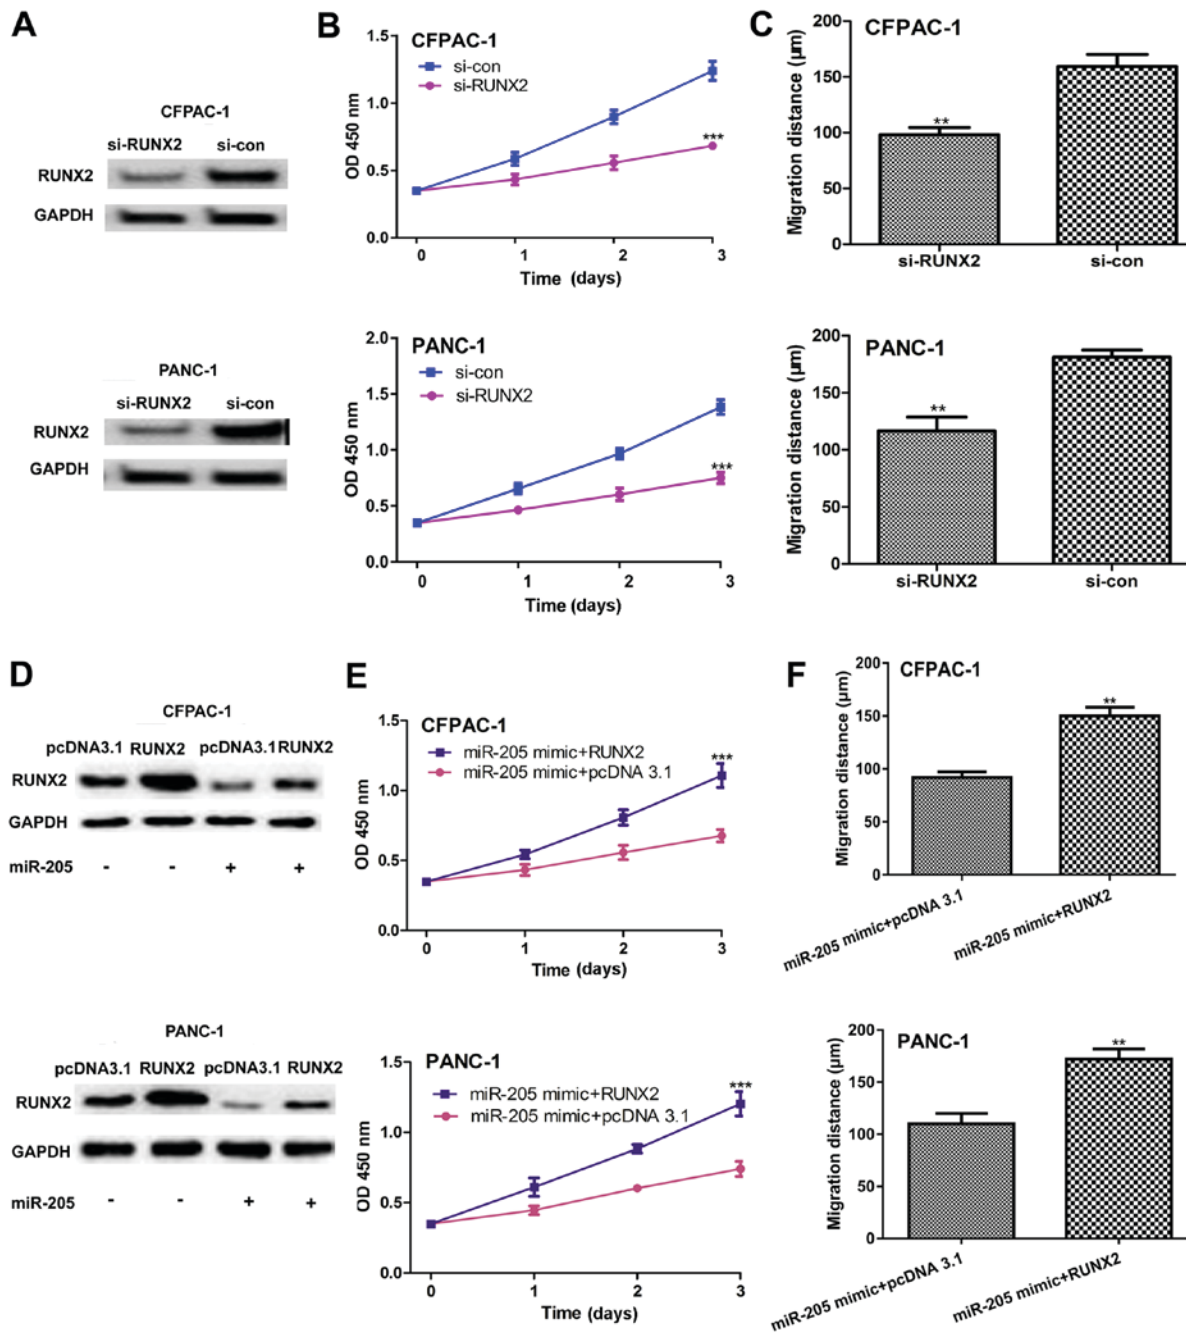 A
CFPAC-1
si-RUNX2 si-con
RUNX2
GAPDH
PANC-1
si-RUNX2 si-con
RUNX2
GAPDH
B
CFPAC-1
si-con
si-RUNX2
OD 450 nm
1.5
1.0
0.5
0.0
***
0 1 2 3
Time (days)
PANC-1
si-con
si-RUNX2
OD 450 nm
2.0
1.5
1.0
0.5
0.0
***
0 1 2 3
Time (days)
C
CFPAC-1
Migration distance (µm)
200
150
100
50
0
**
si-RUNX2 si-con
PANC-1
Migration distance (µm)
200
150
100
50
0
**
si-RUNX2 si-con
D
CFPAC-1
pcDNA3.1 RUNX2 pcDNA3.1 RUNX2
RUNX2
GAPDH
miR-205 - - + +
PANC-1
pcDNA3.1 RUNX2 pcDNA3.1 RUNX2
RUNX2
GAPDH
miR-205 - - + +
E
CFPAC-1
miR-205 mimic+RUNX2
miR-205 mimic+pcDNA 3.1
OD 450 nm
1.5
1.0
0.5
0.0
***
0 1 2 3
Time (days)
PANC-1
miR-205 mimic+RUNX2
miR-205 mimic+pcDNA 3.1
OD 450 nm
1.5
1.0
0.5
0.0
***
0 1 2 3
Time (days)
F
CFPAC-1
Migration distance (µm)
200
150
100
50
0
**
miR-205 mimic+pcDNA 3.1
miR-205 mimic+RUNX2
PANC-1
Migration distance (µm)
200
150
100
50
0
**
miR-205 mimic+pcDNA 3.1
miR-205 mimic+RUNX2